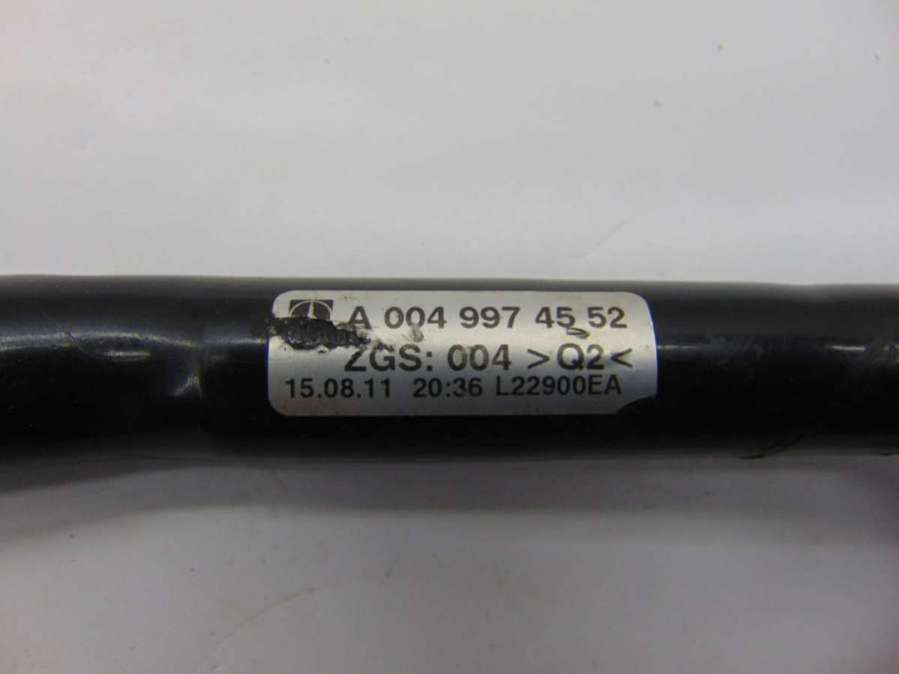 A 004 997 45 52
ZGS: 004 >Q2<
15.08.11 20:36 L22900EA